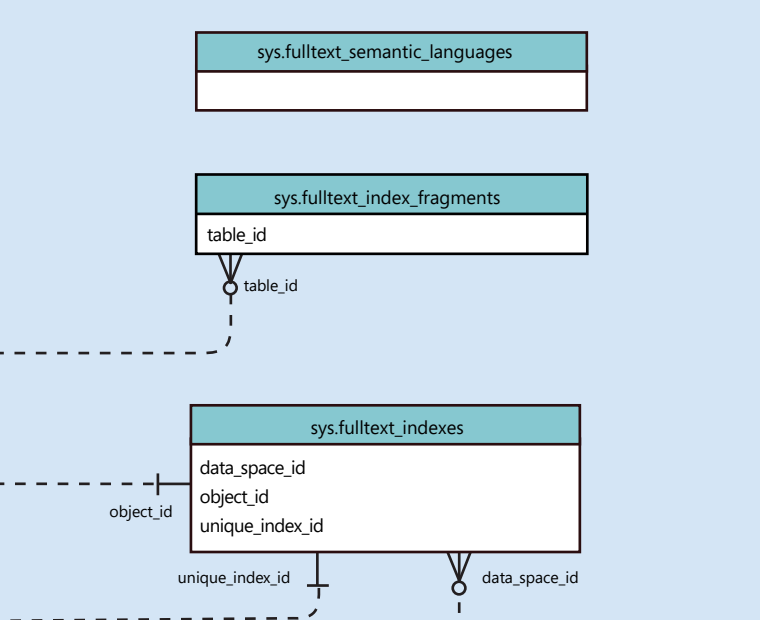 sys.fulltext_semantic_languages
sys.fulltext_index_fragments
table_id
table_id
sys.fulltext_indexes
data_space_id
object_id
unique_index_id
object_id
unique_index_id
data_space_id